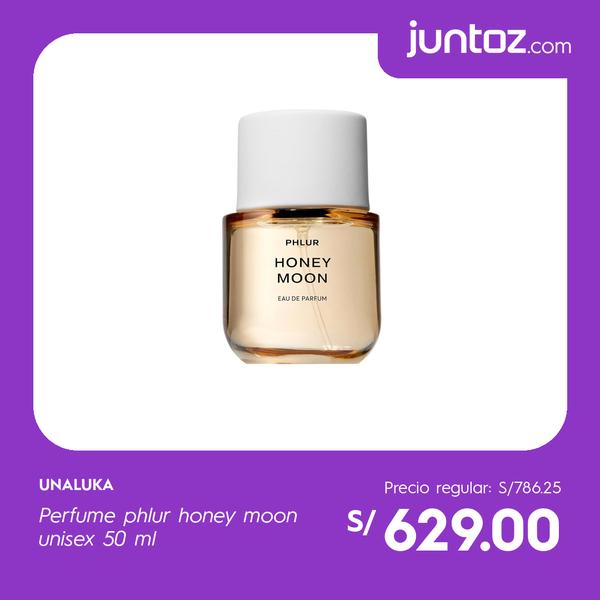 juntoz.com
PHLUR
HONEY
MOON
EAU DE PARFUM
UNALUKA
Perfume phlur honey moon
unisex 50 ml
Precio regular: S/786.25
S/ 629.00